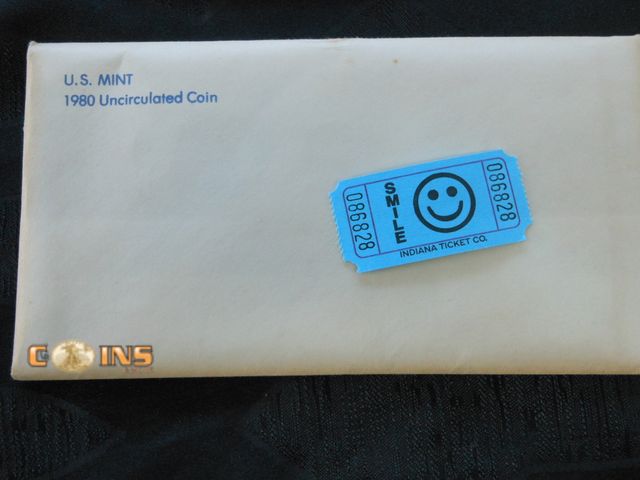 U.S. MINT
1980 Uncirculated Coin
086828
SMILE
086828
INDIANA TICKET CO.
COINS